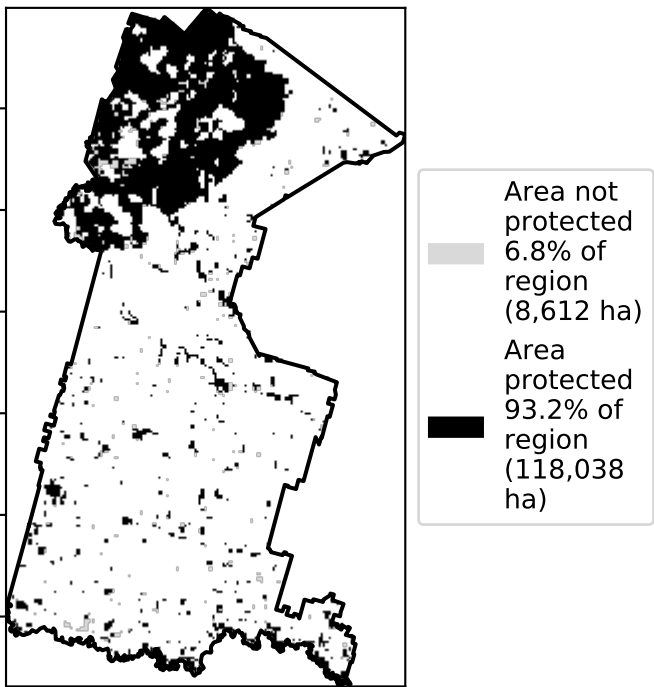 Area not
protected
6.8% of
region
(8,612 ha)
Area
protected
93.2% of
region
(118,038
ha)